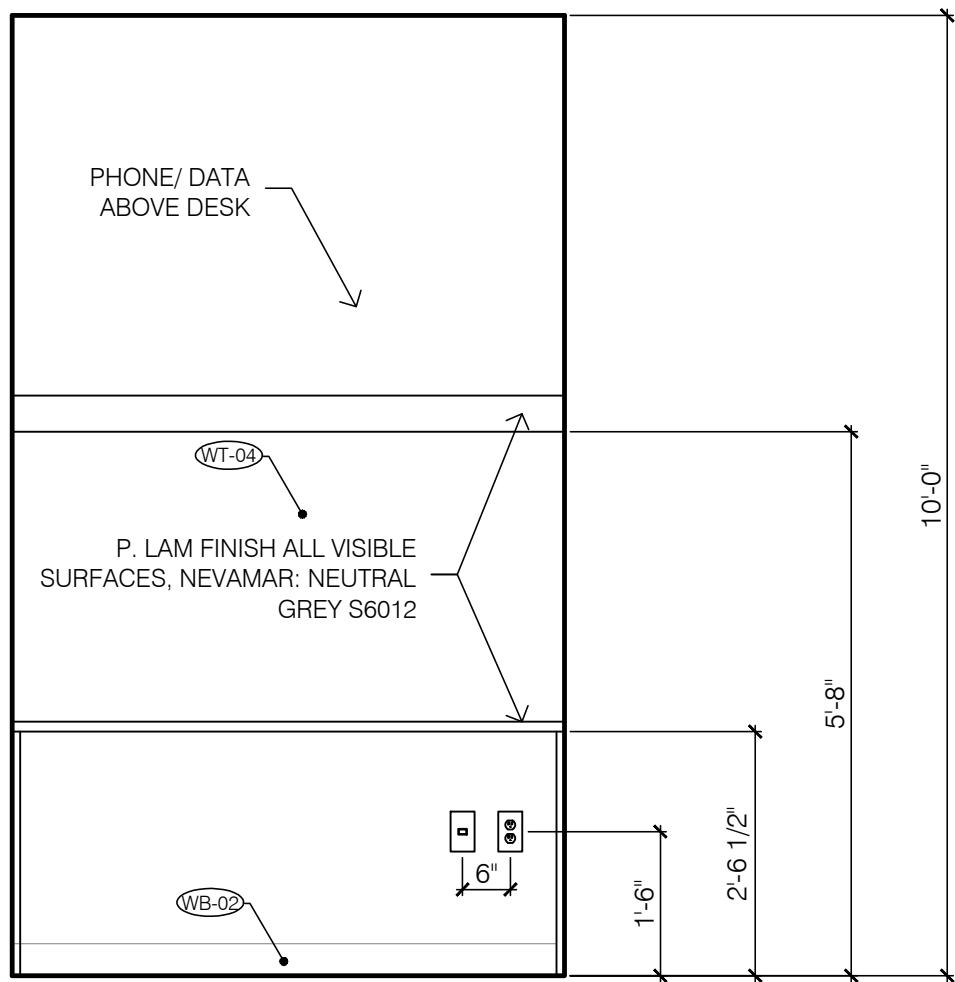 PHONE/ DATA
ABOVE DESK
WT-04
P. LAM FINISH ALL VISIBLE
SURFACES, NEVAMAR: NEUTRAL
GREY S6012
WB-02
6"
1'-6"
2'-6 1/2"
5'-8"
10'-0"